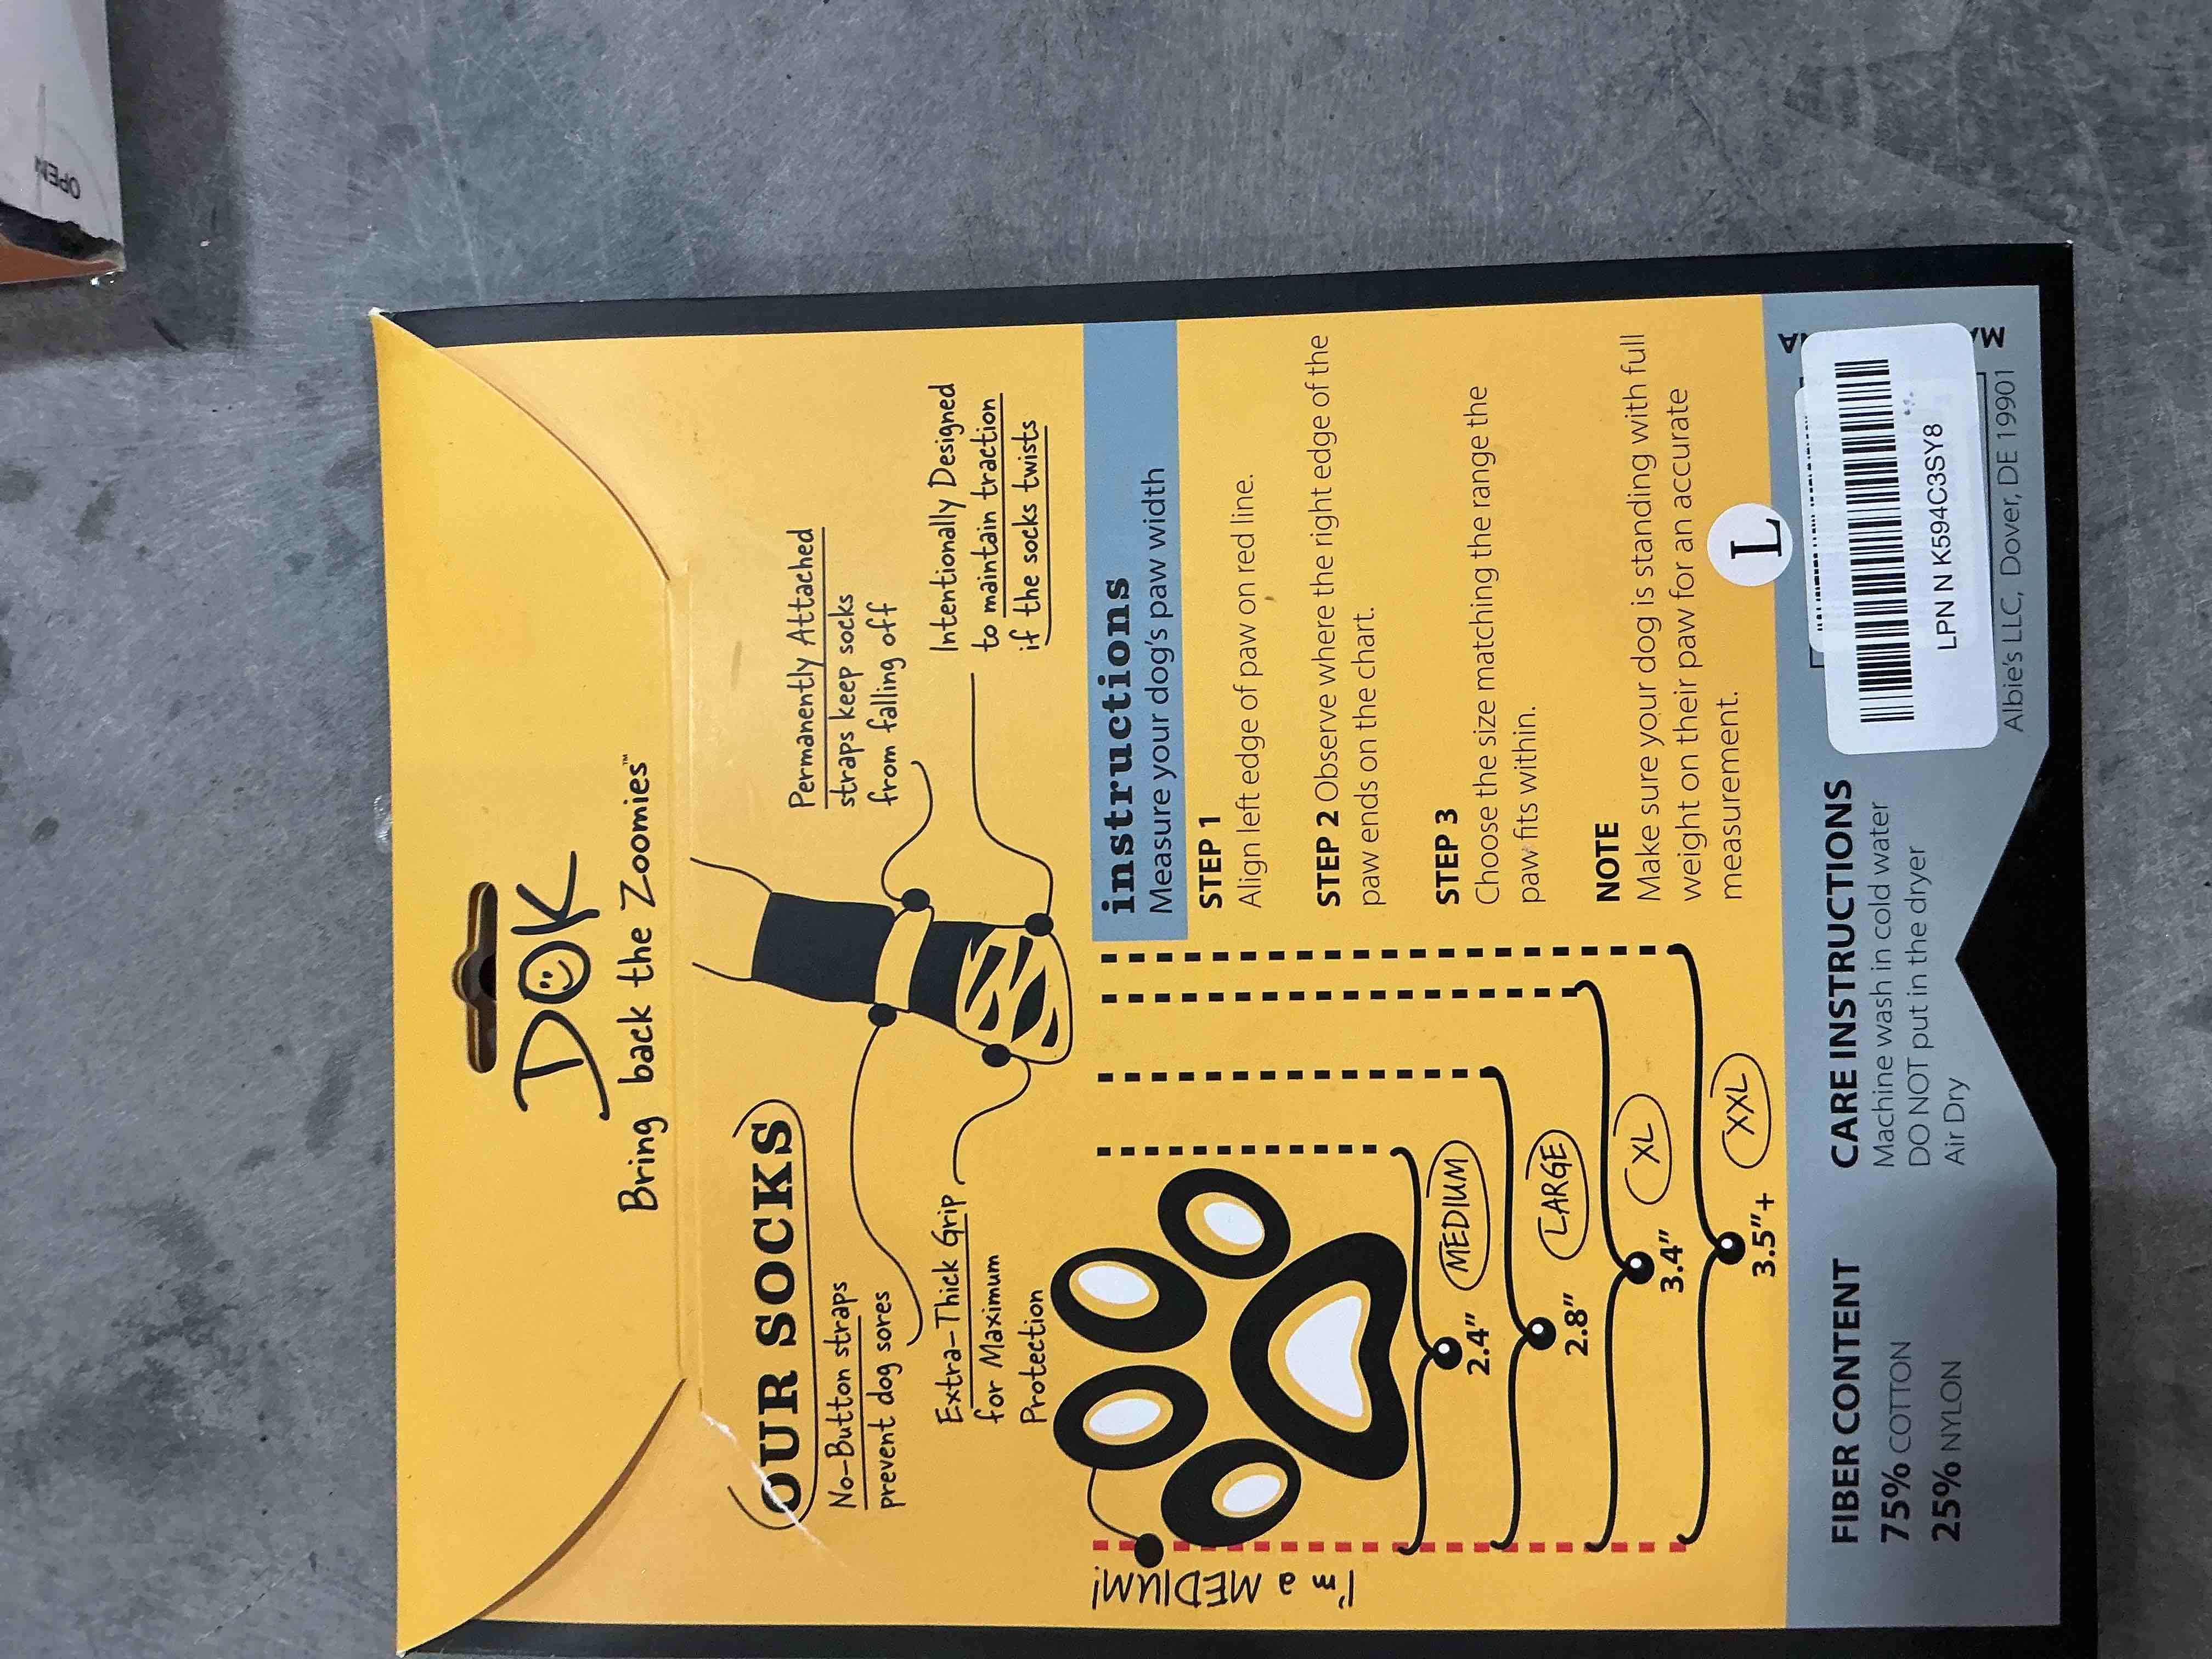 OPEN
DOK
Bring back the Zoomies™
OUR SOCKS
No-Button straps
prevent dog sores
Extra-Thick Grip
for Maximum
Protection
Permanently Attached
straps keep socks
from falling off
Intentionally Designed
to maintain traction
if the socks twists
I'm a MEDIUM!
2.4" MEDIUM
2.8" LARGE
3.4" XL
3.5"+ XXL
instructions
Measure your dog's paw width
STEP 1
Align left edge of paw on red line.
STEP 2 Observe where the right edge of the
paw ends on the chart.
STEP 3
Choose the size matching the range the
paw fits within.
NOTE
Make sure your dog is standing with full
weight on their paw for an accurate
measurement.
L
FIBER CONTENT
75% COTTON
25% NYLON
CARE INSTRUCTIONS
Machine wash in cold water
DO NOT put in the dryer
Air Dry
LPN N K594C3SY8
Albie's LLC, Dover, DE 19901